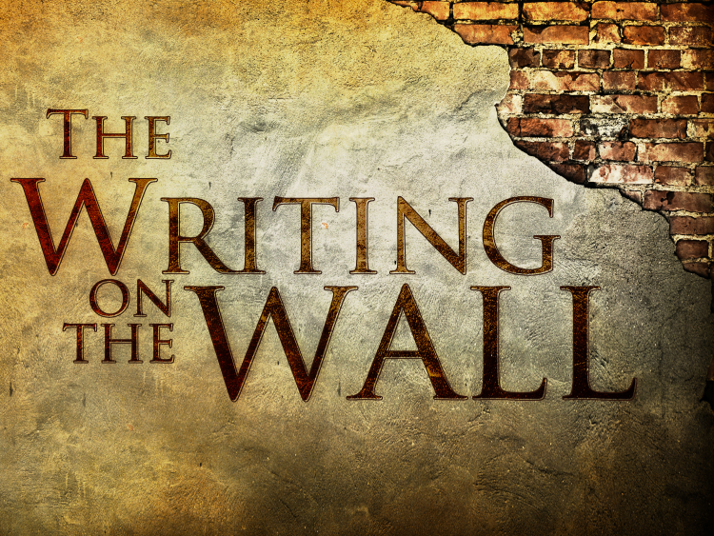 THE
WRITING
ON
THE
WALL